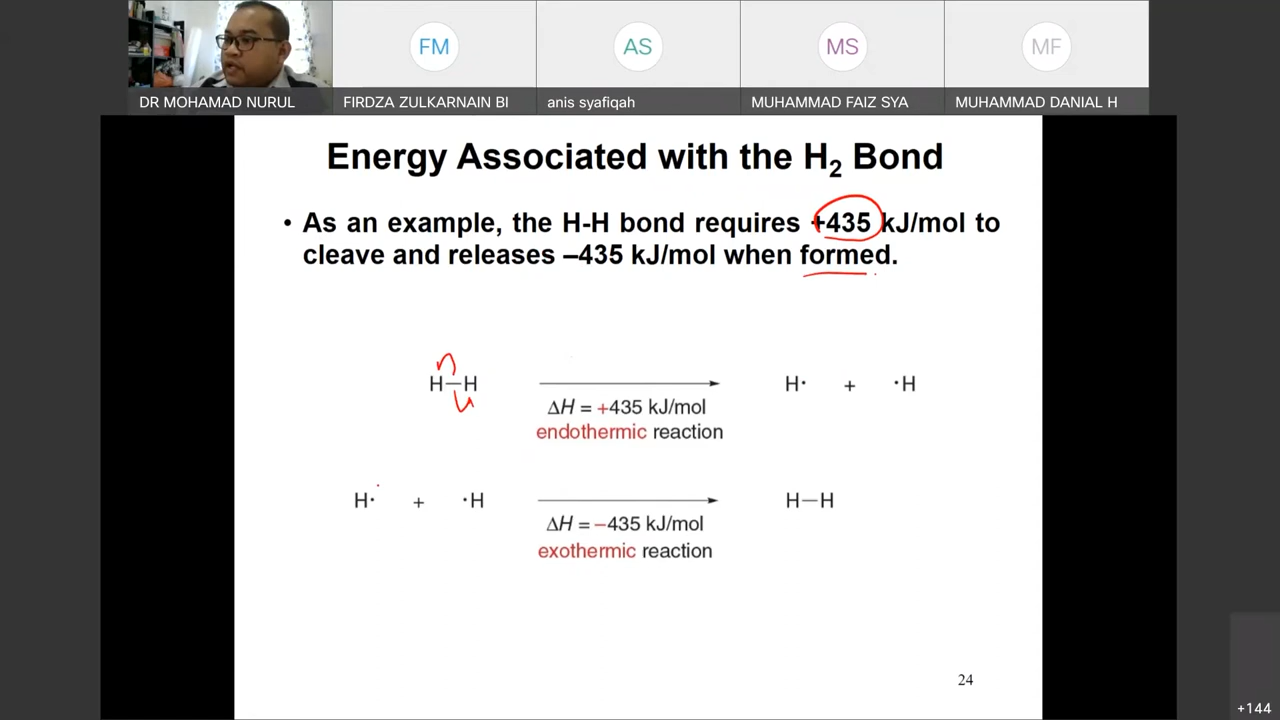 FM
AS
MS
MF
DR MOHAMAD NURUL
FIRDZA ZULKARNAIN BI
anis syafiqah
MUHAMMAD FAIZ SYA
MUHAMMAD DANIAL H
Energy Associated with the H₂ Bond
• As an example, the H-H bond requires +435 kJ/mol to
cleave and releases –435 kJ/mol when formed.
H—H
ΔH = +435 kJ/mol
endothermic reaction
H· + ·H
H· + ·H
ΔH = –435 kJ/mol
exothermic reaction
H—H
24
+144